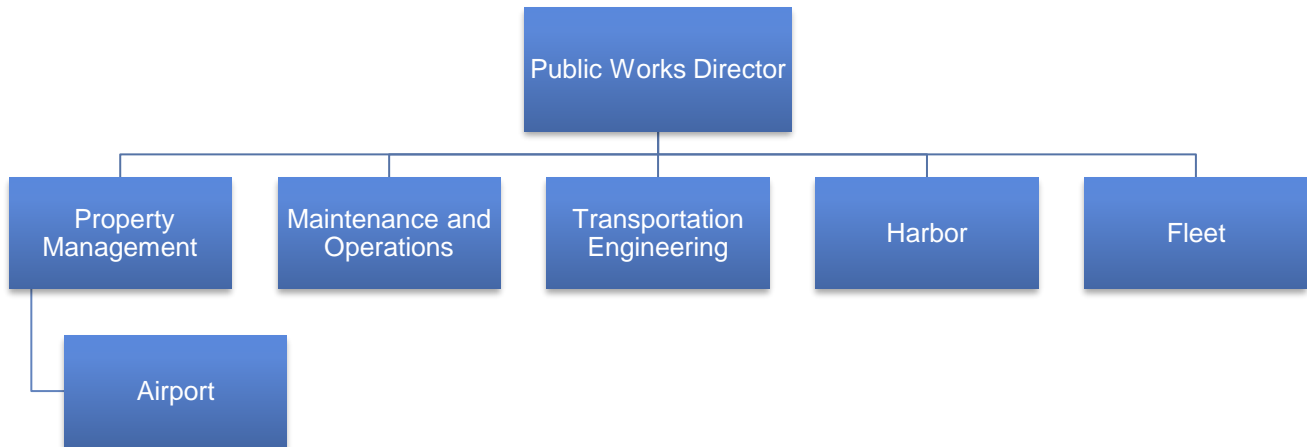 Public Works Director
Property
Management
Maintenance and
Operations
Transportation
Engineering
Harbor
Fleet
Airport